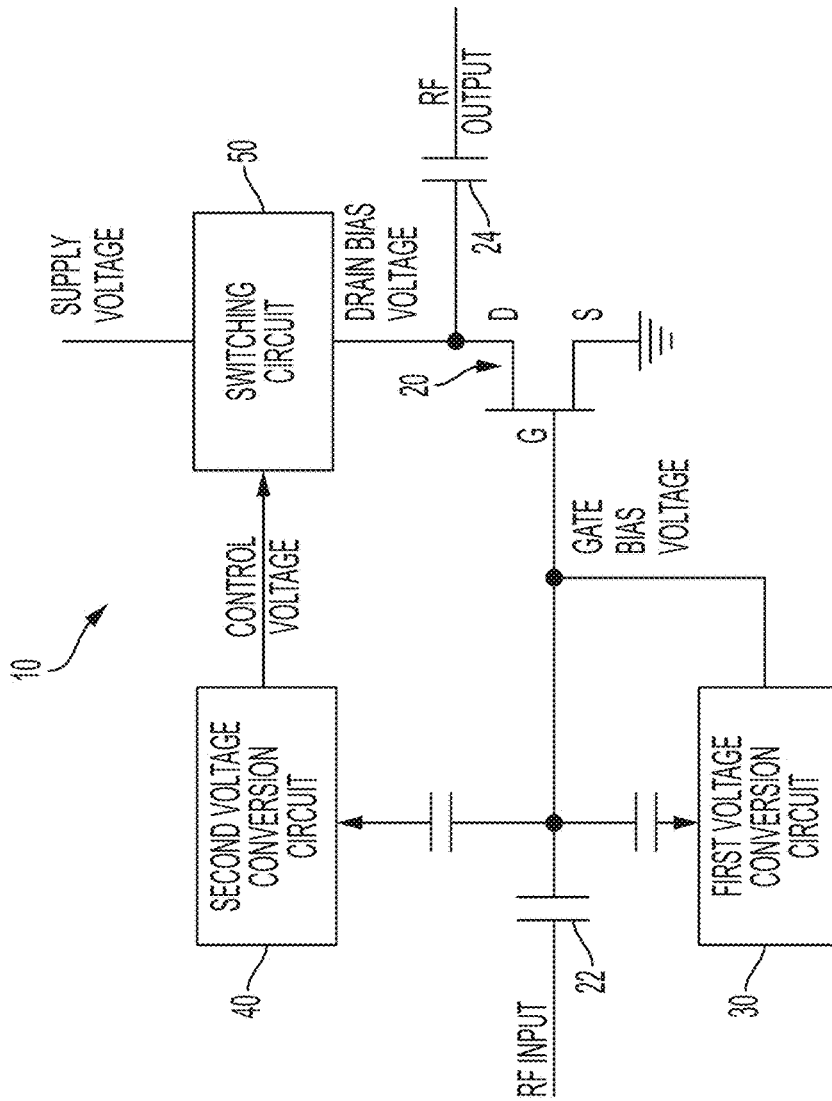 10
SUPPLY
VOLTAGE
50
SWITCHING
CIRCUIT
CONTROL
VOLTAGE
SECOND VOLTAGE
CONVERSION
CIRCUIT
40
DRAIN BIAS
VOLTAGE
RF
OUTPUT
24
20
D
G
S
GATE
BIAS
VOLTAGE
RF INPUT
22
FIRST VOLTAGE
CONVERSION
CIRCUIT
30